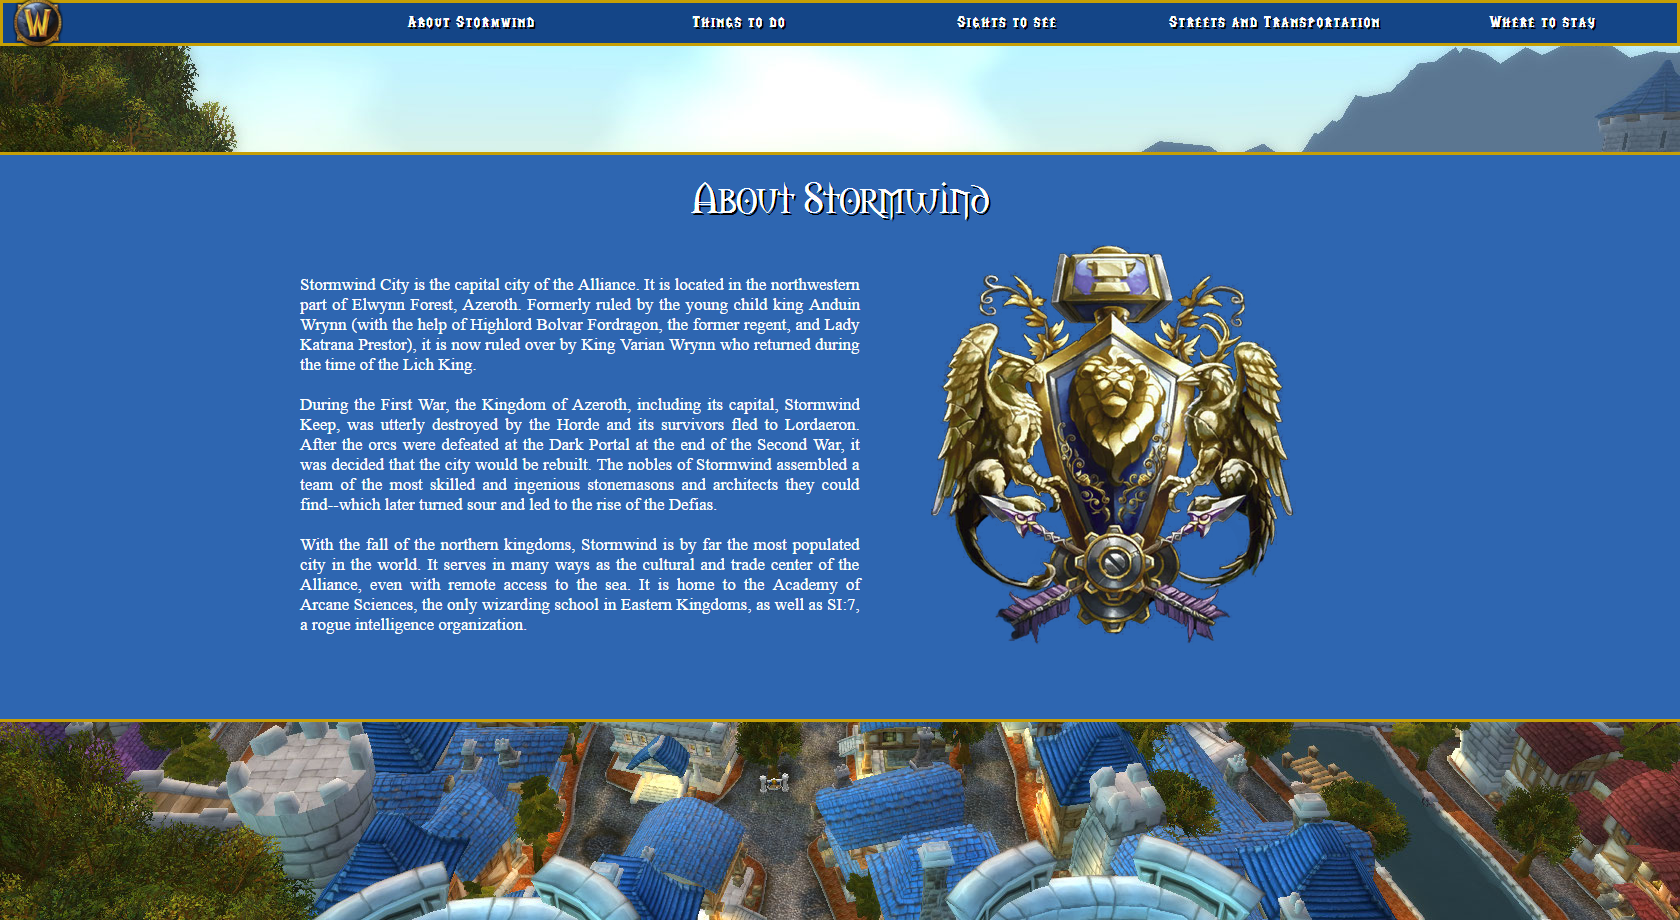 W
About Stormwind
Things to do
Sights to see
Streets and Transportation
Where to stay
About Stormwind
Stormwind City is the capital city of the Alliance. It is located in the northwestern
part of Elwynn Forest, Azeroth. Formerly ruled by the young child king Anduin
Wrynn (with the help of Highlord Bolvar Fordragon, the former regent, and Lady
Katrana Prestor), it is now ruled over by King Varian Wrynn who returned during
the time of the Lich King.
During the First War, the Kingdom of Azeroth, including its capital, Stormwind
Keep, was utterly destroyed by the Horde and its survivors fled to Lordaeron.
After the orcs were defeated at the Dark Portal at the end of the Second War, it
was decided that the city would be rebuilt. The nobles of Stormwind assembled a
team of the most skilled and ingenious stonemasons and architects they could
find--which later turned sour and led to the rise of the Defias.
With the fall of the northern kingdoms, Stormwind is by far the most populated
city in the world. It serves in many ways as the cultural and trade center of the
Alliance, even with remote access to the sea. It is home to the Academy of
Arcane Sciences, the only wizarding school in Eastern Kingdoms, as well as SI:7,
a rogue intelligence organization.